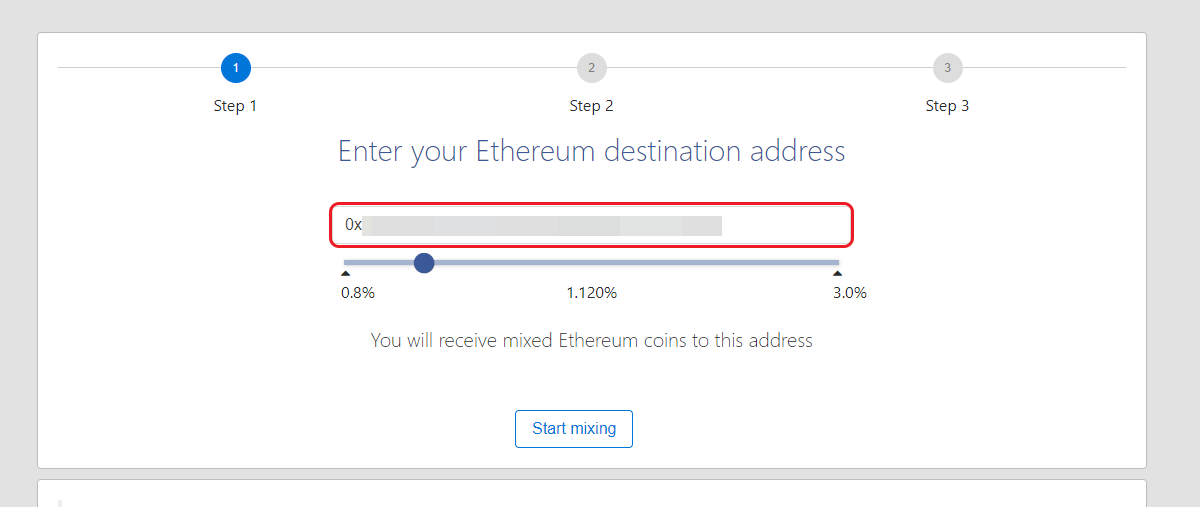 1
2
3
Step 1
Step 2
Step 3
Enter your Ethereum destination address
0x
0.8%
1.120%
3.0%
You will receive mixed Ethereum coins to this address
Start mixing